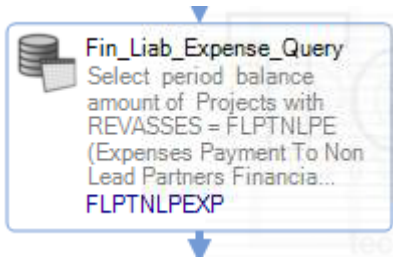 Fin_Liab_Expense_Query
Select period balance
amount of Projects with
REVASSES = FLPTNLPE
(Expenses Payment To Non
Lead Partners Financia...
FLPTNLPEXP